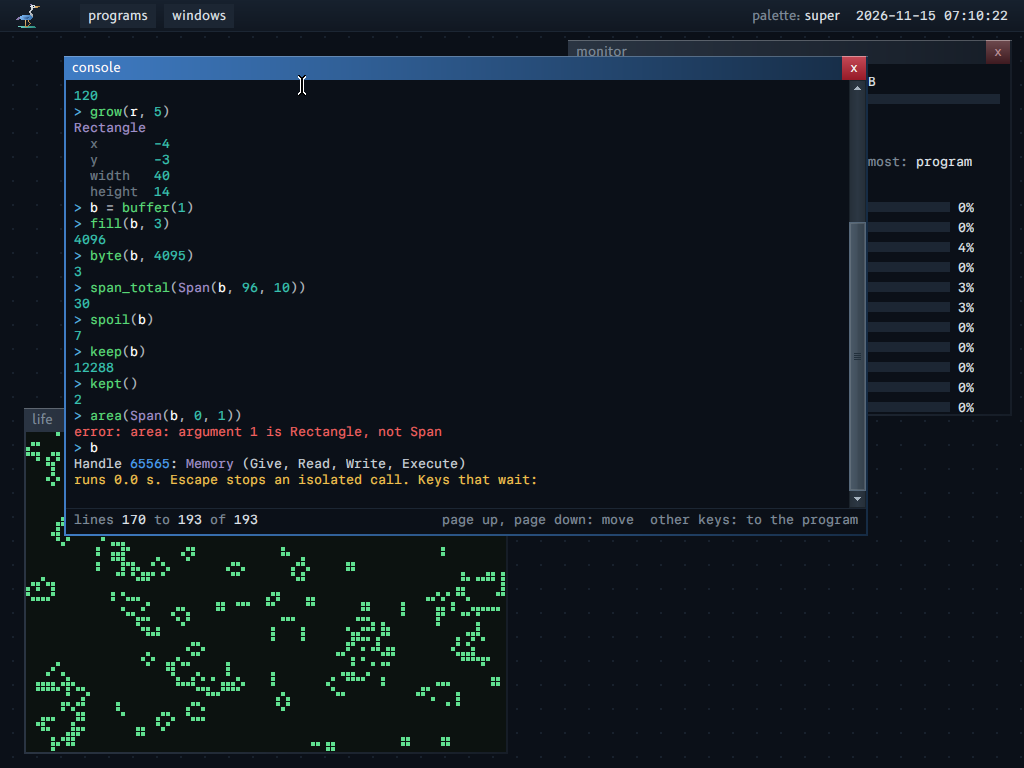 programs windows palette: super 2026-11-15 07:10:22
monitor x
console x
B
120
> grow(r, 5)
Rectangle
x -4
y -3
width 40
height 14
> b = buffer(1)
> fill(b, 3)
4096
> byte(b, 4095)
3
> span_total(Span(b, 96, 10))
30
> spoil(b)
7
> keep(b)
12288
> kept()
2
> area(Span(b, 0, 1))
error: area: argument 1 is Rectangle, not Span
> b
Handle 65565: Memory (Give, Read, Write, Execute)
runs 0.0 s. Escape stops an isolated call. Keys that wait:
lines 170 to 193 of 193 page up, page down: move other keys: to the program
most: program
0%
0%
4%
0%
3%
3%
0%
0%
0%
0%
0%
life